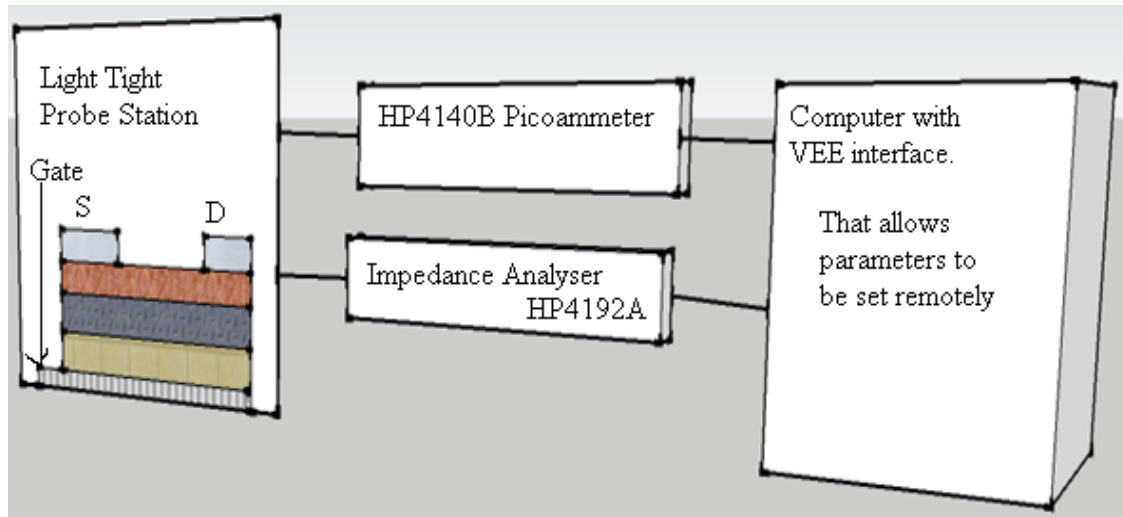 Light Tight
Probe Station
Gate
S
D
HP4140B Picoammeter
Impedance Analyser
HP4192A
Computer with
VEE interface.
That allows
parameters to
be set remotely